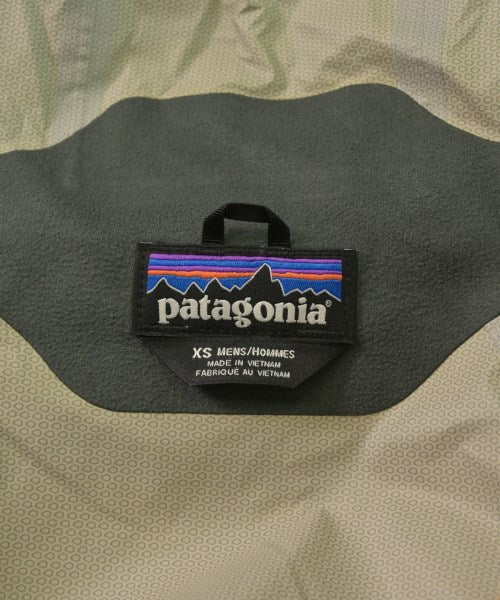 patagonia®
XS MENS/HOMMES
MADE IN VIETNAM
FABRIQUÉ AU VIETNAM